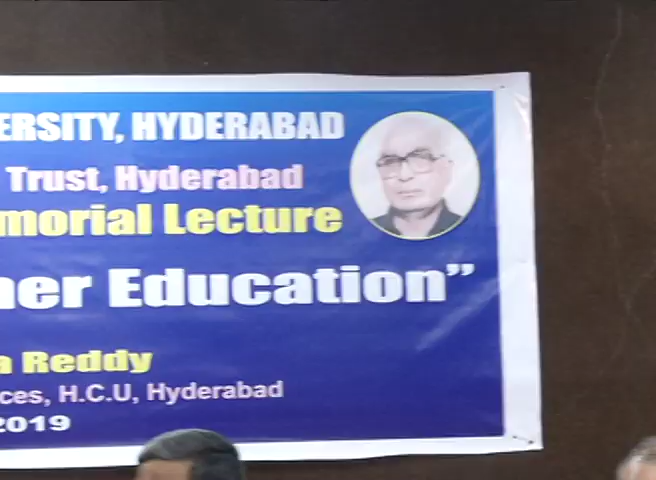 ERSITY, HYDERABAD
Trust, Hyderabad
morial Lecture
her Education”
a Reddy
ces, H.C.U, Hyderabad
2019